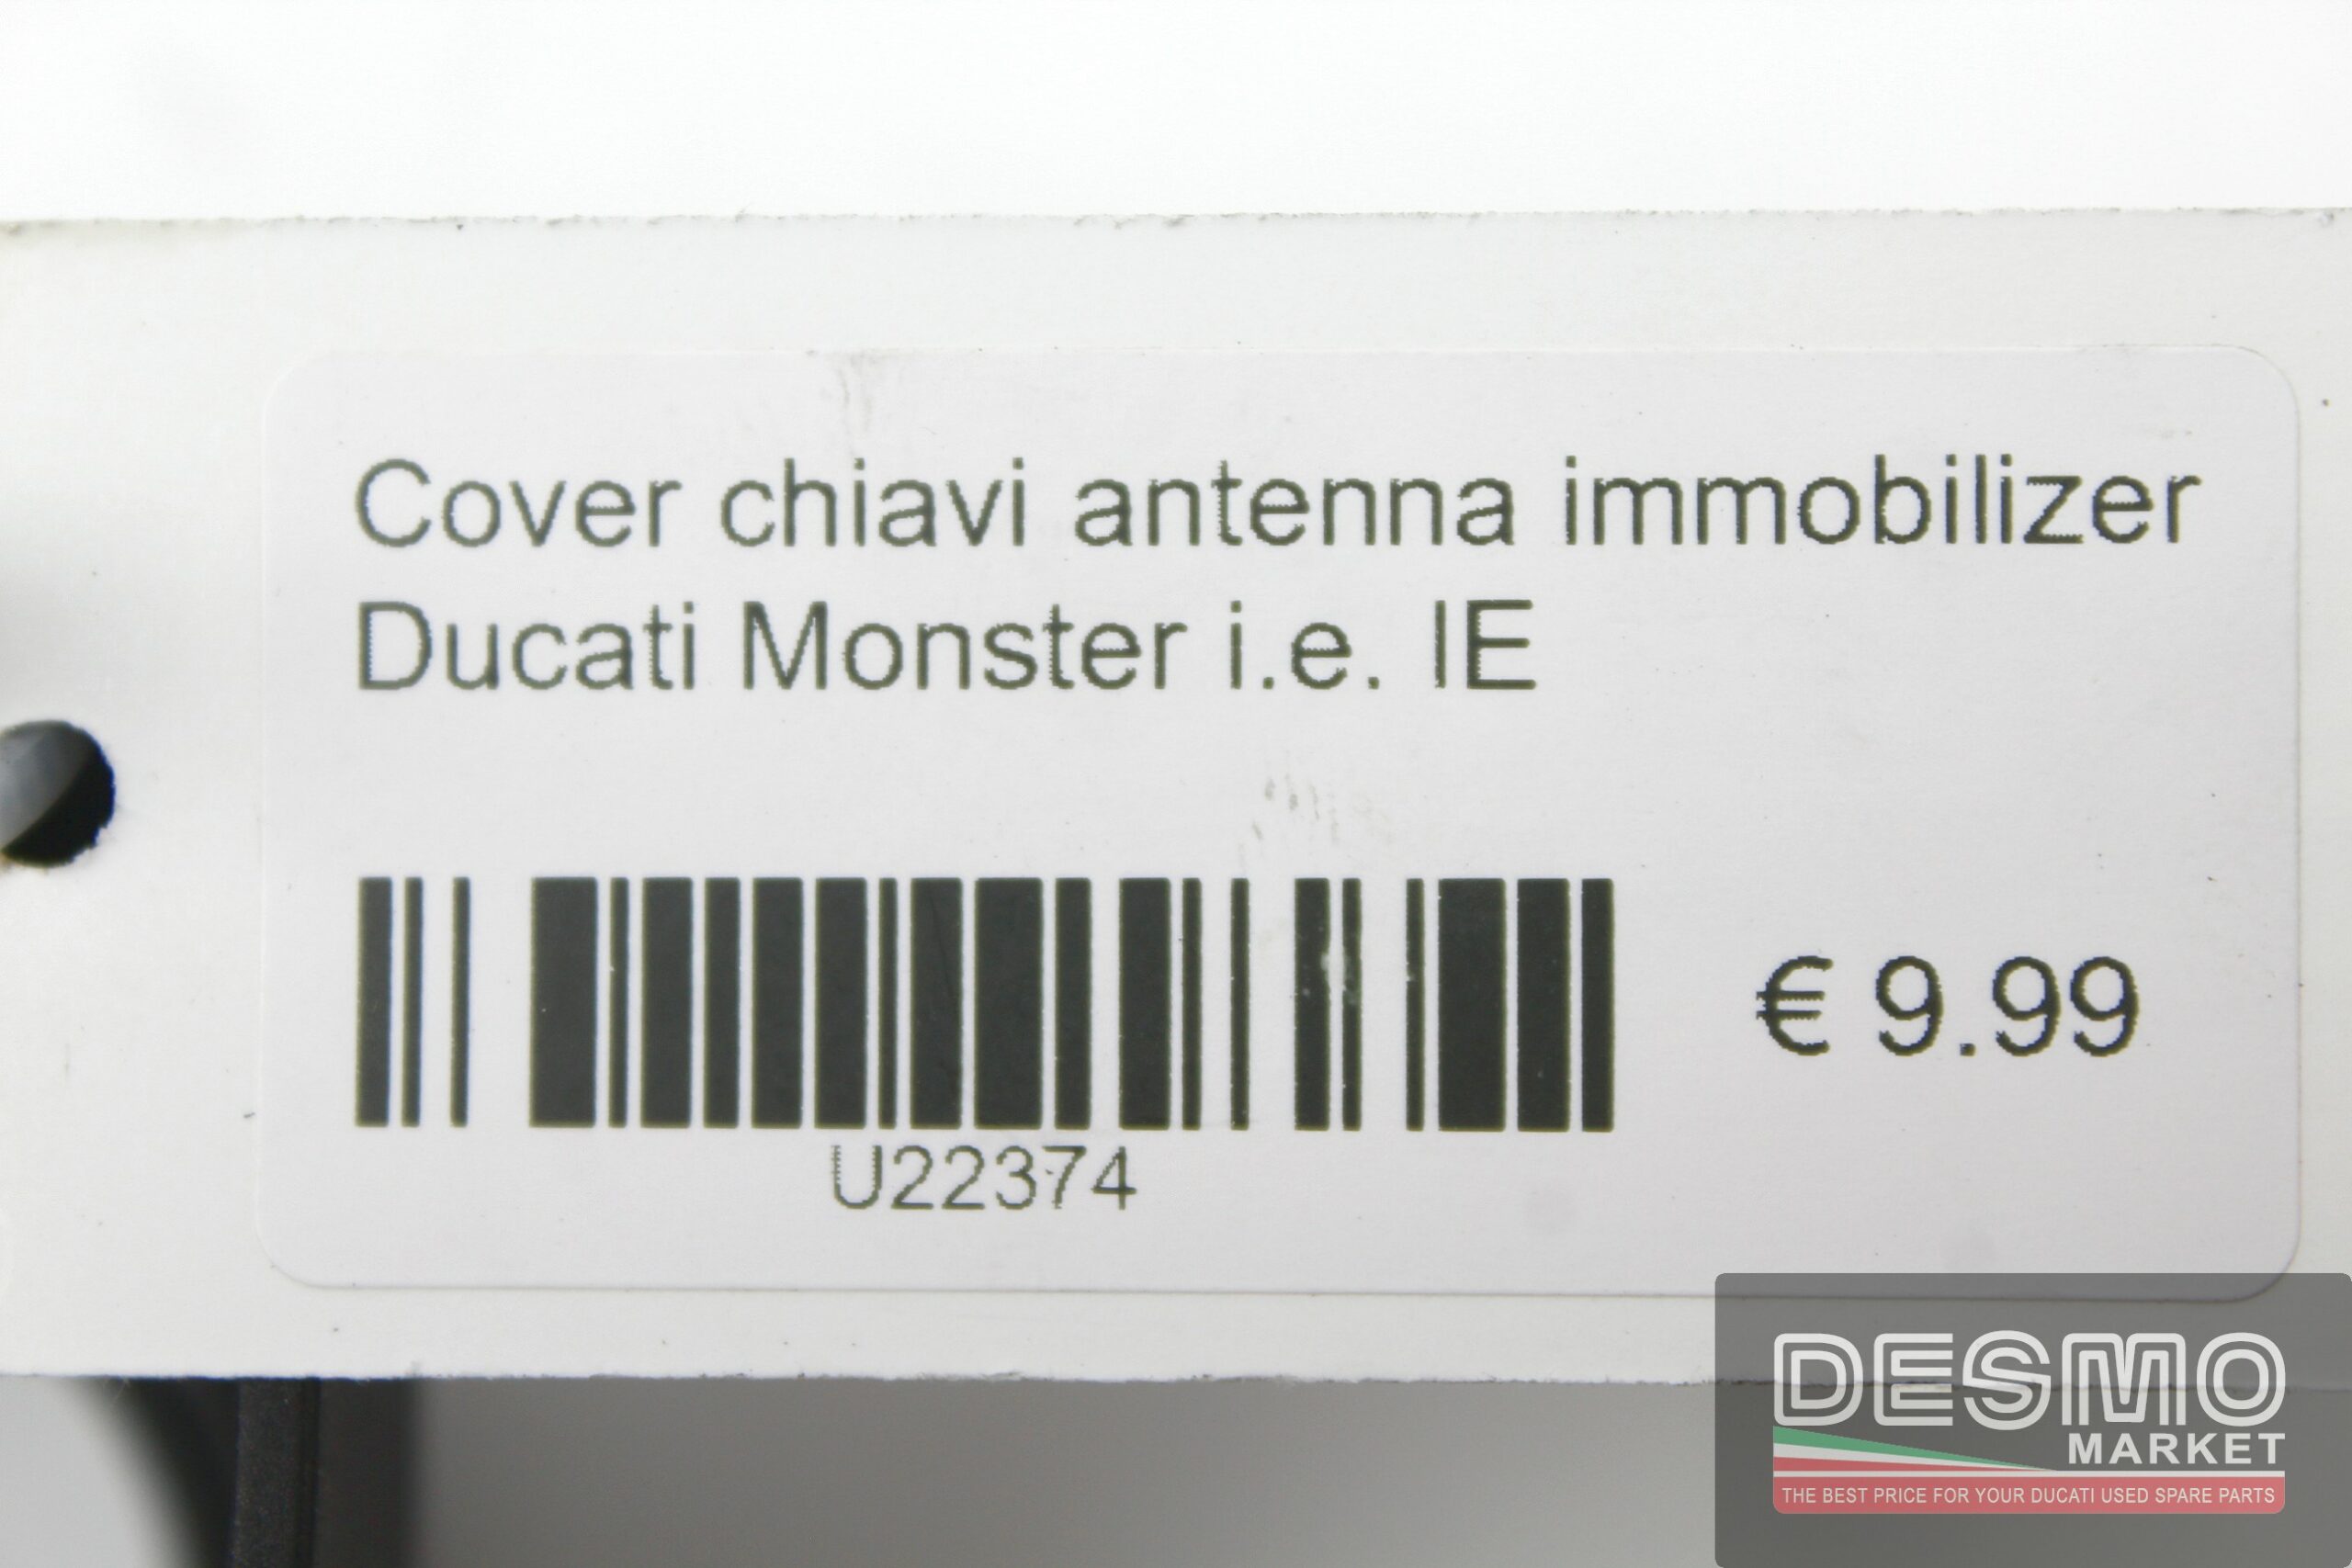 Cover chiavi antenna immobilizer
Ducati Monster i.e. IE
€ 9.99
U22374
DESMO
MARKET
THE BEST PRICE FOR YOUR DUCATI USED SPARE PARTS